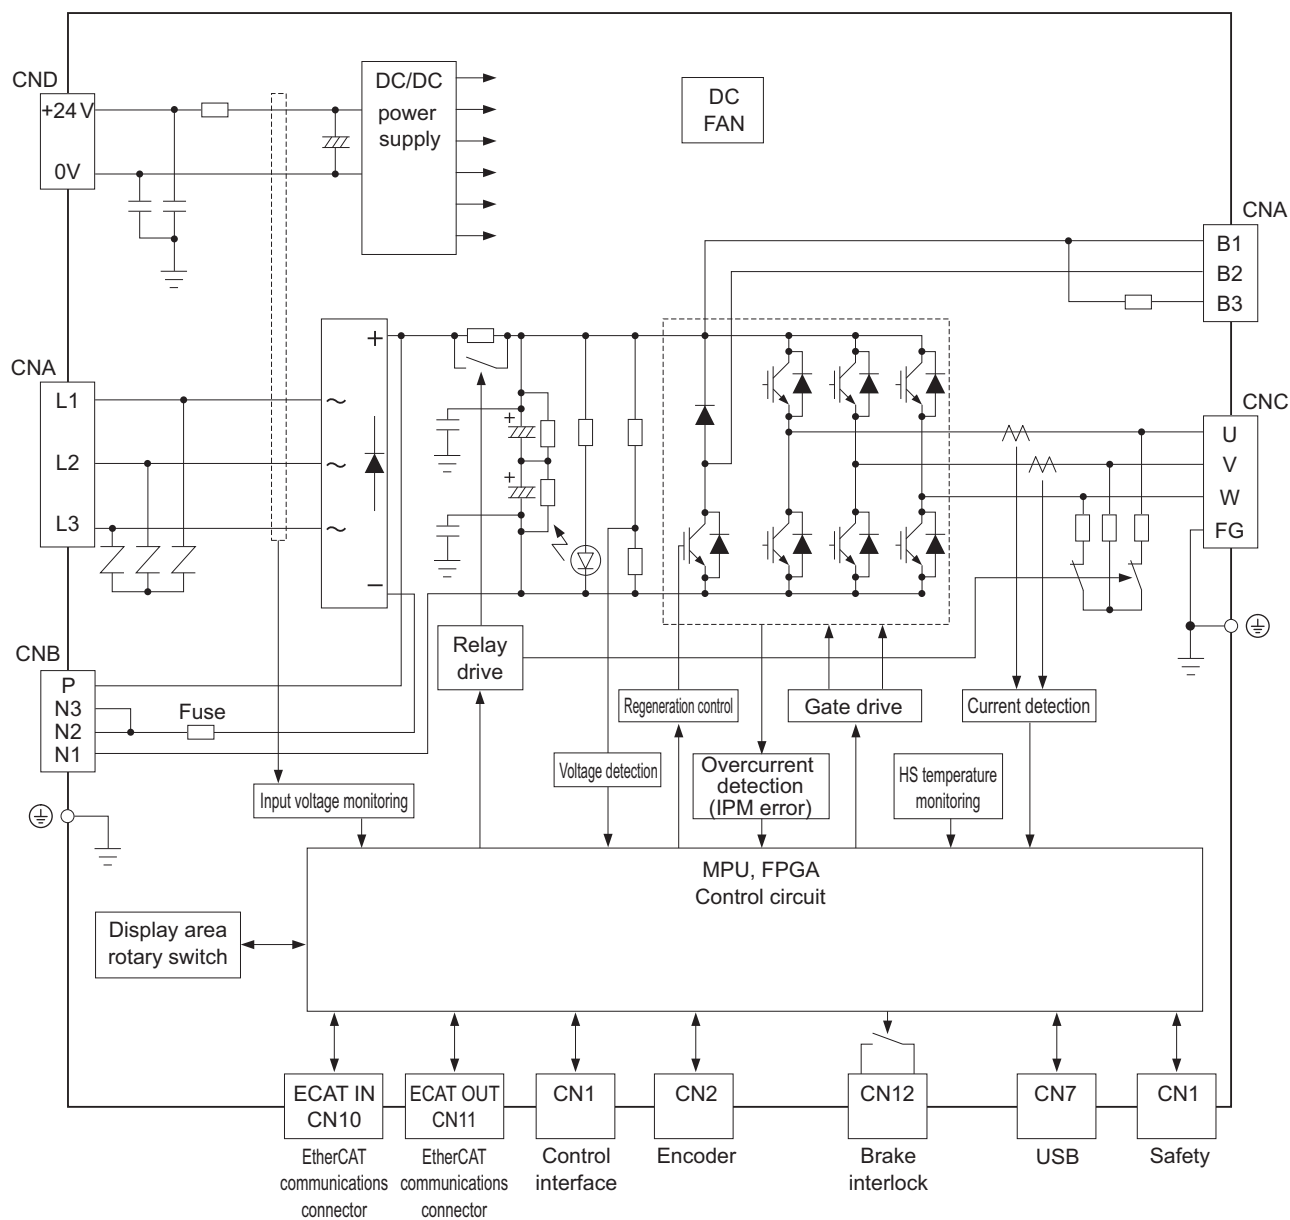 CND
+24 V
0V
DC/DC
power
supply
DC
FAN
CNA
B1
B2
B3
CNA
L1
L2
L3
+
~
~
~
−
+
+
CNC
U
V
W
FG
CNB
P
N3
N2
N1
Fuse
Relay
drive
Regeneration control
Gate drive
Current detection
Voltage detection
Overcurrent
detection
(IPM error)
HS temperature
monitoring
Input voltage monitoring
MPU, FPGA
Control circuit
Display area
rotary switch
ECAT IN
CN10
ECAT OUT
CN11
CN1
CN2
CN12
CN7
CN1
EtherCAT
communications
connector
EtherCAT
communications
connector
Control
interface
Encoder
Brake
interlock
USB
Safety